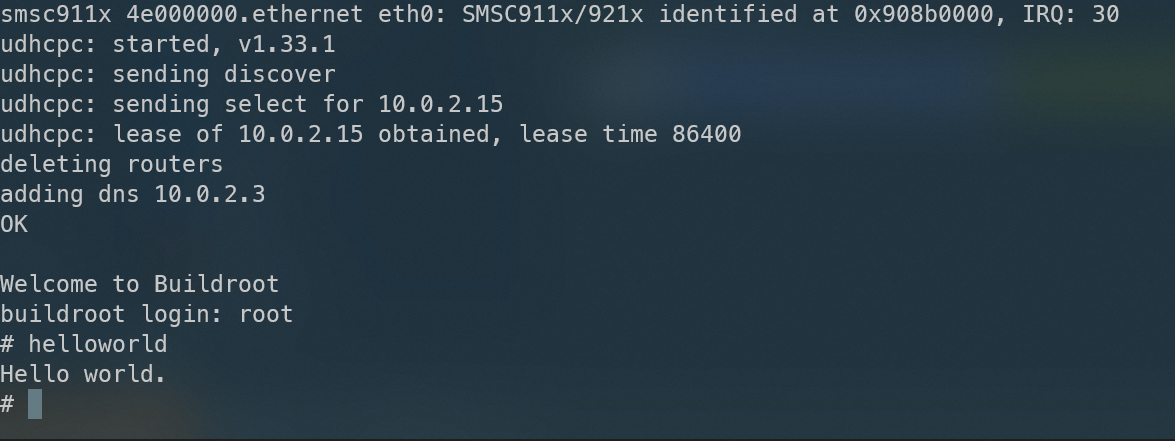 smsc911x 4e000000.ethernet eth0: SMSC911x/921x identified at 0x908b0000, IRQ: 30
udhcpc: started, v1.33.1
udhcpc: sending discover
udhcpc: sending select for 10.0.2.15
udhcpc: lease of 10.0.2.15 obtained, lease time 86400
deleting routers
adding dns 10.0.2.3
OK

Welcome to Buildroot
buildroot login: root
# helloworld
Hello world.
#